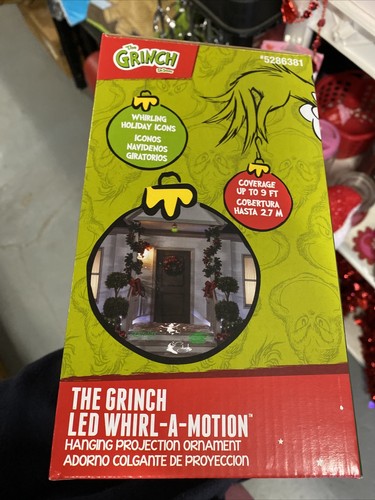 The
GRINCH
*5286381
WHIRLING
HOLIDAY ICONS
ICONOS
NAVIDENOS
GIRATORIOS
COVERAGE
UP TO 9 FT
COBERTURA
HASTA 2.7 M
THE GRINCH
LED WHIRL-A-MOTION™
HANGING PROJECTION ORNAMENT
ADORNO COLGANTE DE PROYECCION